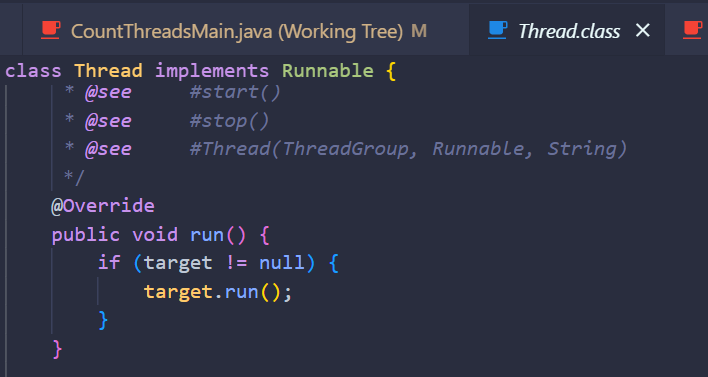 CountThreadsMain.java (Working Tree) M Thread.class
class Thread implements Runnable {
* @see #start()
* @see #stop()
* @see #Thread(ThreadGroup, Runnable, String)
*/
@Override
public void run() {
if (target != null) {
target.run();
}
}